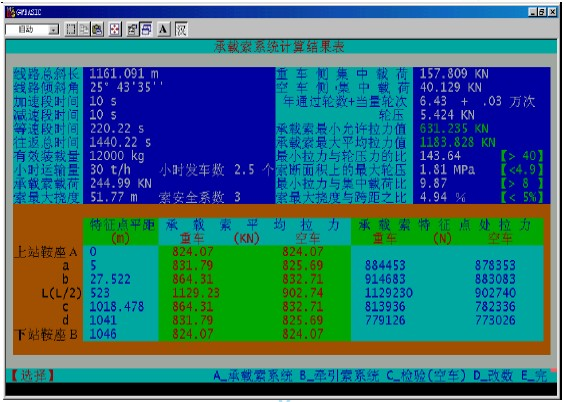 GWBASIC
自动 A 汉
承载索系统计算结果表
线路总斜长 1161.091 m 重车侧集中载荷 157.809 KN
线路倾斜角 25° 43'35'' 空车侧集中载荷 40.129 KN
加速段时间 10 s 年通过轮数+当量轮次 6.43 + .03 万次
减速段时间 10 s 轮压 5.424 KN
等速段时间 220.22 s 承载索最小允许拉力值 631.235 KN
往返总时间 1440.22 s 承载索最大平均拉力值 1183.828 KN
有效装载量 12000 kg 最小拉力与轮压力的比 143.64 【> 40】
小时运输量 30 t/h 小时发车数 2.5 个 索断面积上的最大轮压 1.81 MPa 【<4.9】
承载索载荷 244.99 KN 最小拉力与集中载荷比 9.87 【> 8 】
索最大挠度 51.77 m 索安全系数 3 索最大挠度与跨距之比 4.94 % 【< 5%】
特征点平距 承载索平均拉力 承载索特征点处拉力
(m) 重车 (KN) 空车 重车 (N) 空车
上站鞍座 A 0 824.07 824.07
a 5 831.79 825.69 884453 878353
b 27.522 864.31 832.71 914683 883083
L(L/2) 523 1129.23 902.74 1129230 902740
c 1018.478 864.31 832.71 813936 782336
d 1041 831.79 825.69 779126 773026
下站鞍座 B 1046 824.07 824.07
【选择】 A_承载索系统 B_牵引索系统 C_检验(空车) D_改数 E_完